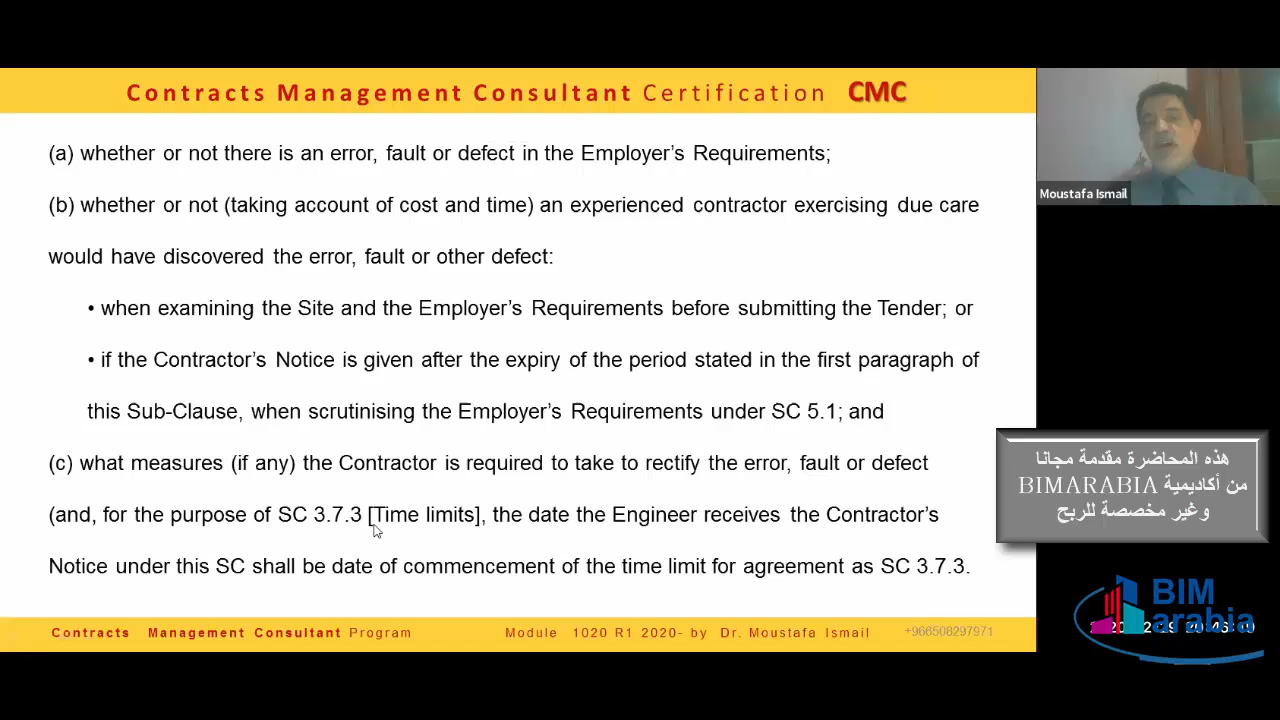 Contracts Management Consultant Certification CMC
(a) whether or not there is an error, fault or defect in the Employer's Requirements;
(b) whether or not (taking account of cost and time) an experienced contractor exercising due care
would have discovered the error, fault or other defect:
• when examining the Site and the Employer's Requirements before submitting the Tender; or
• if the Contractor's Notice is given after the expiry of the period stated in the first paragraph of
this Sub-Clause, when scrutinising the Employer's Requirements under SC 5.1; and
(c) what measures (if any) the Contractor is required to take to rectify the error, fault or defect
(and, for the purpose of SC 3.7.3 [Time limits], the date the Engineer receives the Contractor's
Notice under this SC shall be date of commencement of the time limit for agreement as SC 3.7.3.
Contracts Management Consultant Program Module 1020 R1 2020- by Dr. Moustafa Ismail +966508297971
Moustafa Ismail
هذه المحاضرة مقدمة مجانا
من أكاديمية BIMARABIA
وغير مخصصة للربح
BIM
arabia